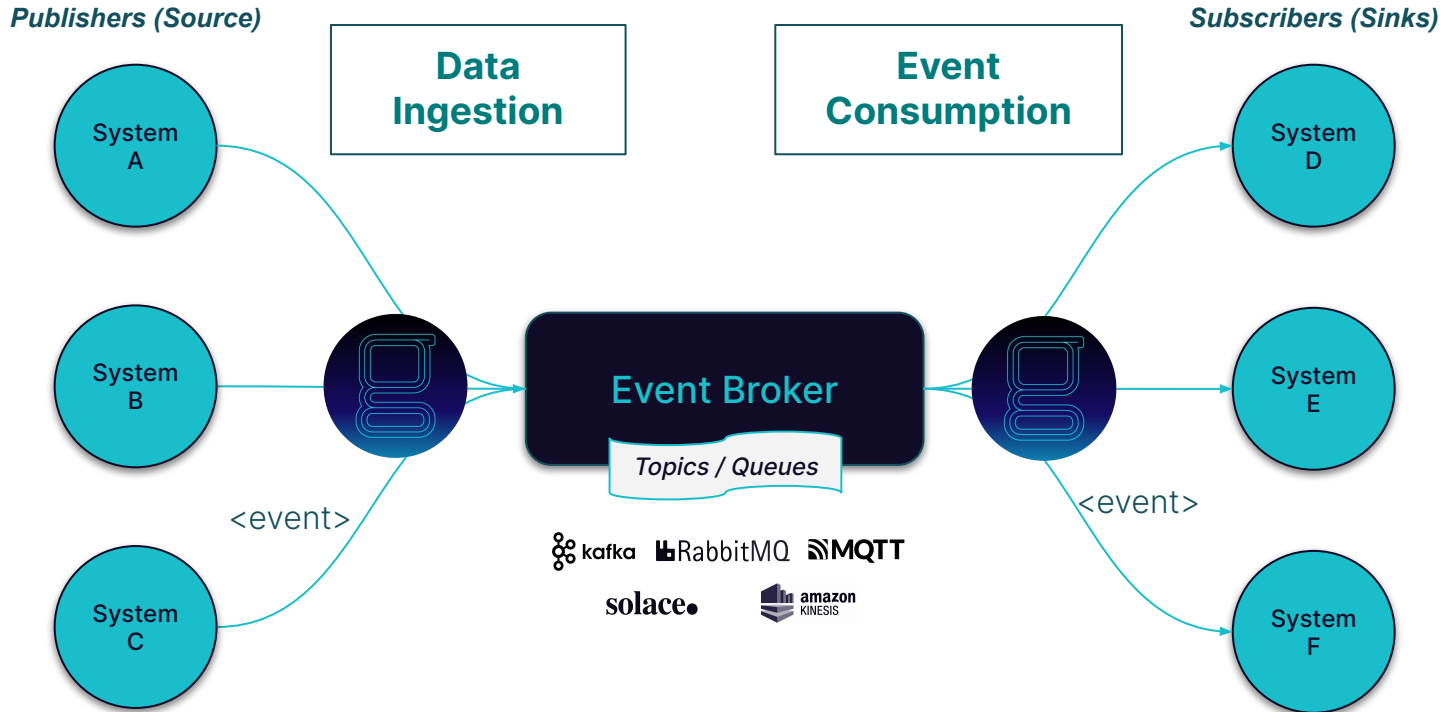 Publishers (Source)
Subscribers (Sinks)
Data
Ingestion
Event
Consumption
System
A
System
D
System
B
g
Event Broker
g
System
E
Topics / Queues
<event>
<event>
kafka
RabbitMQ
MQTT
solace
amazon
KINESIS
System
C
System
F